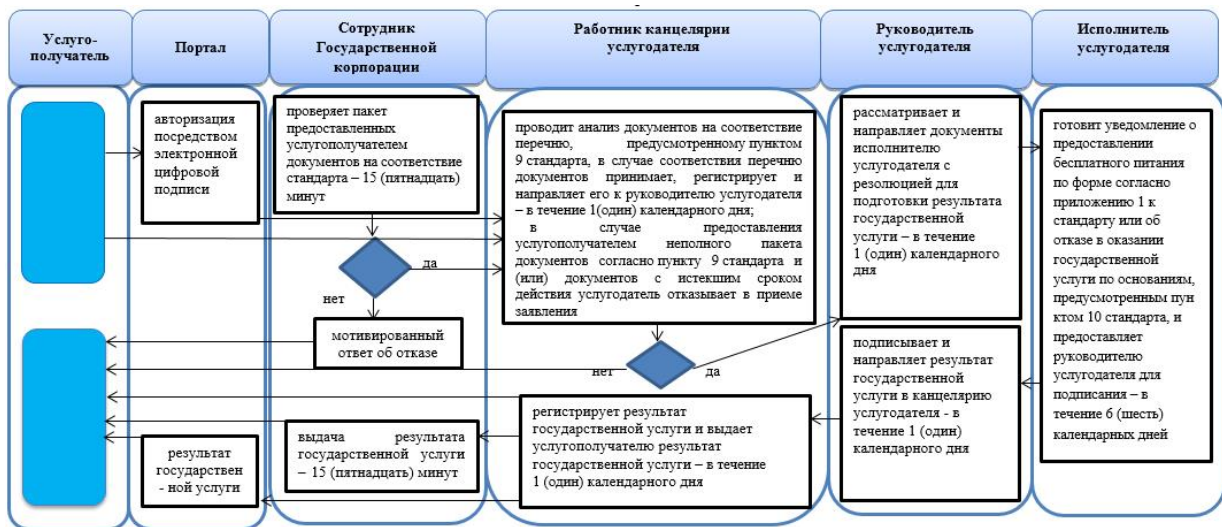 Услуго-
получатель
Портал
Сотрудник
Государственной
корпорации
Работник канцелярии
услугодателя
Руководитель
услугодателя
Исполнитель
услугодателя
авторизация
посредством
электронной
цифровой
подписи
проверяет пакет
предоставленных
услугополучателем
документов на соответствие
стандарта – 15 (пятнадцать)
минут
да
нет
мотивированный
ответ об отказе
проводит анализ документов на соответствие
перечню, предусмотренному пунктом
9 стандарта, в случае соответствия перечню
документов принимает, регистрирует и
направляет его к руководителю услугодателя
– в течение 1(один) календарного дня;
в случае предоставления
услугополучателем неполного пакета
документов согласно пункту 9 стандарта и
(или) документов с истекшим сроком
действия услугодатель отказывает в приеме
заявления
нет
да
рассматривает и
направляет документы
исполнителю
услугодателя с
резолюцией для
подготовки результата
государственной
услуги – в течение
1 (один) календарного
дня
готовит уведомление о
предоставлении
бесплатного питания
по форме согласно
приложению 1 к
стандарту или об
отказе в оказании
государственной
услуги по основаниям,
предусмотренным пун
ктом 10 стандарта, и
предоставляет
руководителю
услугодателя для
подписания – в
течение 6 (шесть)
календарных дней
подписывает и
направляет результат
государственной
услуги в канцелярию
услугодателя - в
течение 1 (один)
календарного дня
регистрирует результат
государственной услуги и выдает
услугополучателю результат
государственной услуги – в течение
1 (один) календарного дня
выдача результата
государственной услуги
– 15 (пятнадцать) минут
результат
государствен
- ной услуги